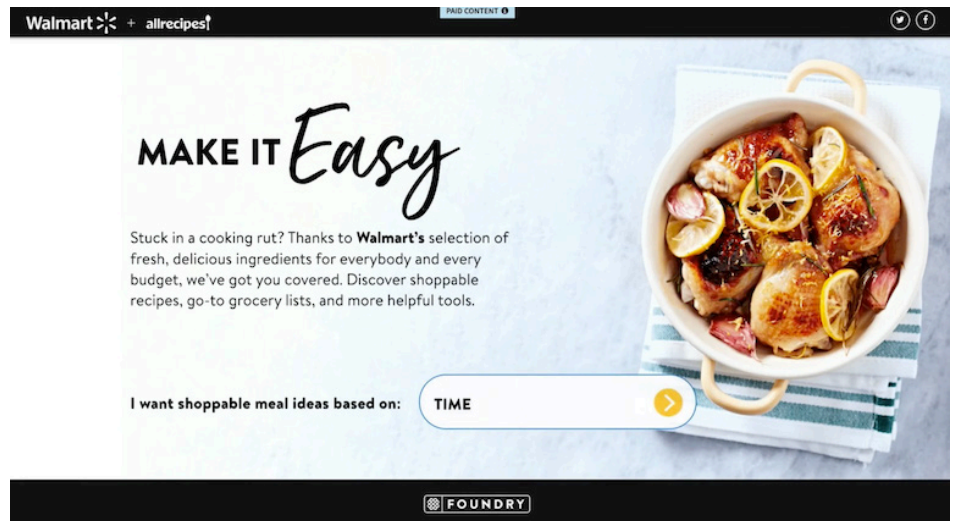 Walmart + allrecipes
PAID CONTENT
MAKE IT Easy
Stuck in a cooking rut? Thanks to Walmart's selection of
fresh, delicious ingredients for everybody and every
budget, we've got you covered. Discover shoppable
recipes, go-to grocery lists, and more helpful tools.
I want shoppable meal ideas based on:
TIME
FOUNDRY